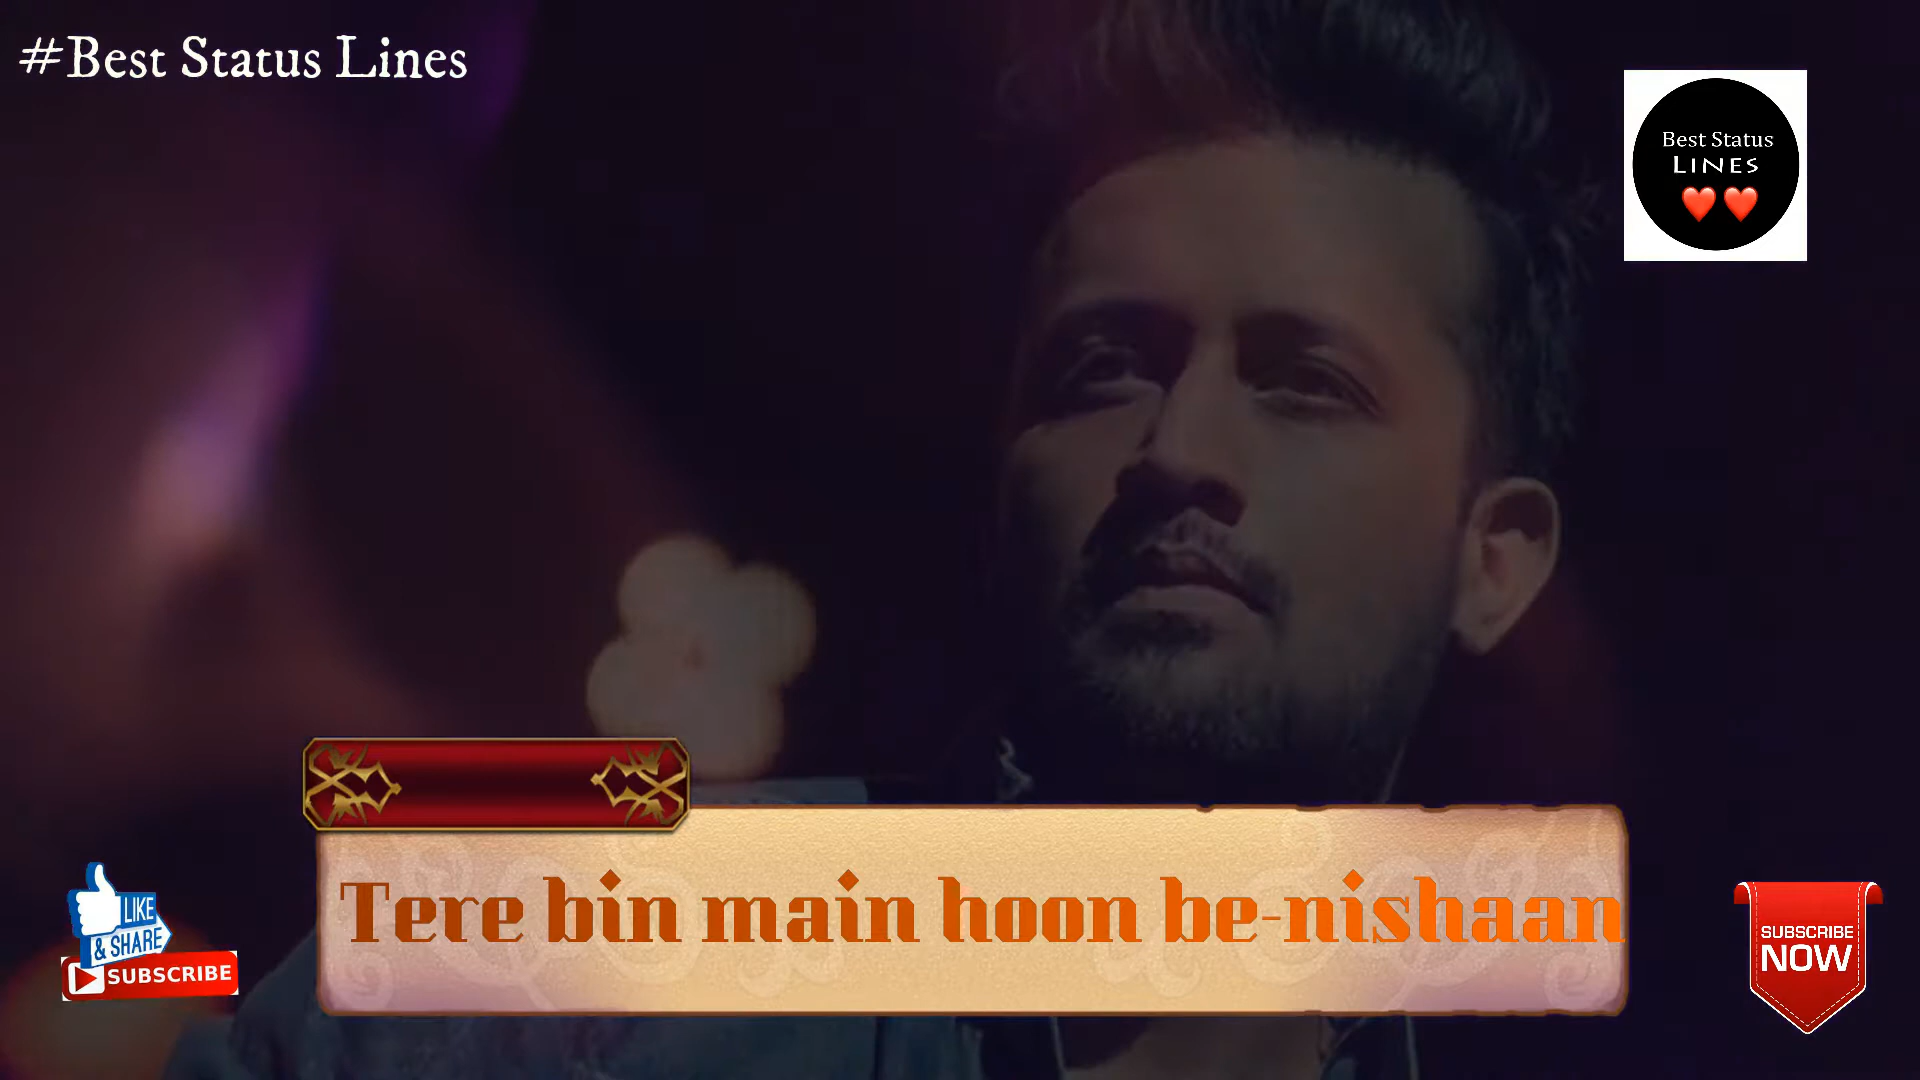 #Best Status Lines
Best Status
LINES
Tere bin main hoon be-nishaan
LIKE
& SHARE
SUBSCRIBE
SUBSCRIBE
NOW